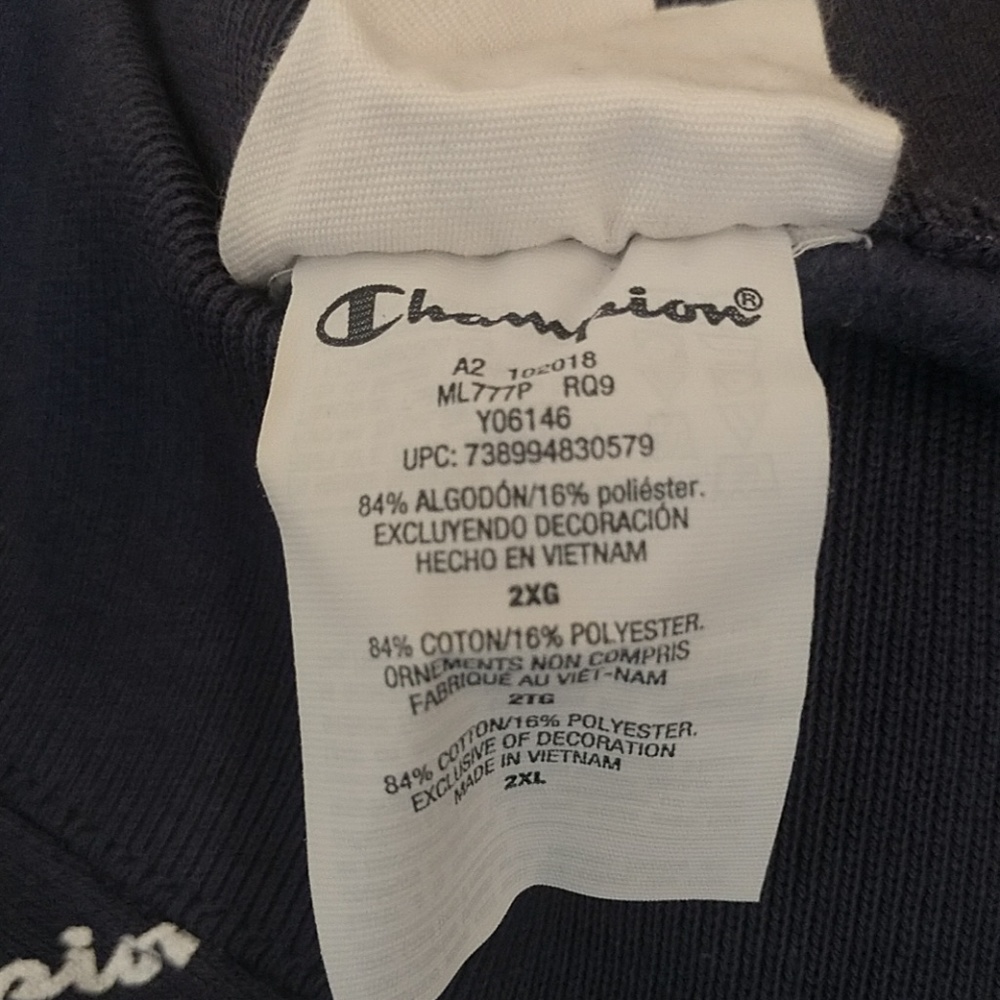 Champion®
A2 102018
ML777P RQ9
Y06146
UPC: 738994830579
84% ALGODÓN/16% poliéster.
EXCLUYENDO DECORACIÓN
HECHO EN VIETNAM
2XG
84% COTON/16% POLYESTER.
ORNEMENTS NON COMPRIS
FABRIQUÉ AU VIÊT-NAM
2TG
84% COTTON/16% POLYESTER.
EXCLUSIVE OF DECORATION
MADE IN VIETNAM
2XL
pion